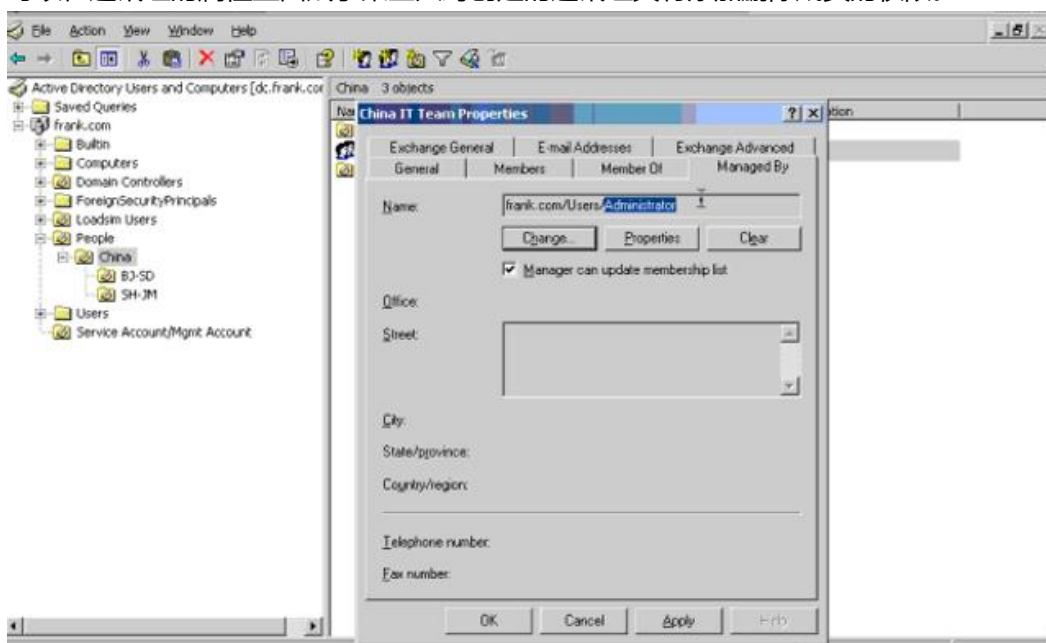 File Action View Window Help
Active Directory Users and Computers [dc.frank.cor
China 3 objects
Saved Queries
frank.com
Builtin
Computers
Domain Controllers
ForeignSecurityPrincipals
Loadsim Users
People
China
BJ-SD
SH-JM
Users
Service Account/Mgmt Account
China IT Team Properties
Exchange General E-mail Addresses Exchange Advanced
General Members Member Of Managed By
Name: frank.com/Users/Administrator
Change... Properties Clear
Manager can update membership list
Office:
Street:
City:
State/province:
Country/region:
Telephone number:
Fax number:
OK Cancel Apply Help